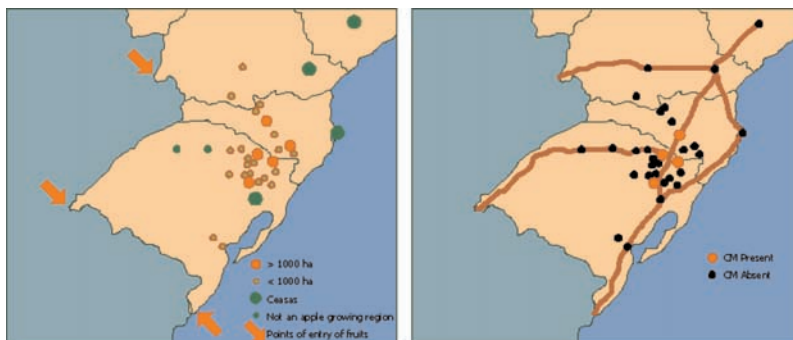 > 1000 ha
< 1000 ha
Ceasas
Not an apple growing region
Points of entry of fruits
CM Present
CM Absent